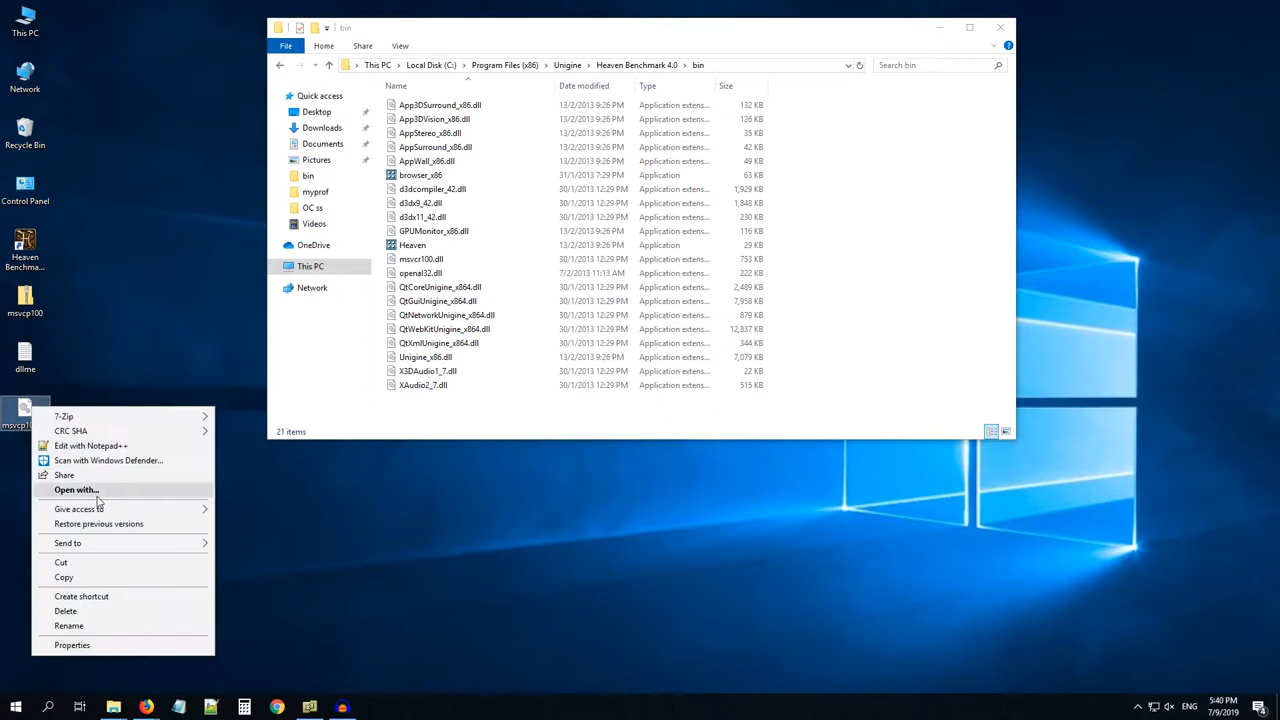 This PC
Network
Recycle Bin
Control Panel
Heaven
Benchma...
msvcp100
dllme
msvcp10
bin
File Home Share View
This PC > Local Disk (C:) > Program Files (x86) > Unigine > Heaven Benchmark 4.0 > bin
Search bin
Quick access
Desktop
Downloads
Documents
Pictures
bin
myprof
OC ss
Videos
OneDrive
This PC
Network
Name Date modified Type Size
App3DSurround_x86.dll 13/2/2013 9:26 PM Application extens... 132 KB
App3DVision_x86.dll 13/2/2013 9:26 PM Application extens... 126 KB
AppStereo_x86.dll 13/2/2013 9:26 PM Application extens... 35 KB
AppSurround_x86.dll 13/2/2013 9:26 PM Application extens... 42 KB
AppWall_x86.dll 13/2/2013 9:26 PM Application extens... 49 KB
browser_x86 31/1/2013 7:29 PM Application 63 KB
d3dcompiler_42.dll 30/1/2013 12:29 PM Application extens... 1,929 KB
d3dx9_42.dll 30/1/2013 12:29 PM Application extens... 1,848 KB
d3dx11_42.dll 30/1/2013 12:29 PM Application extens... 230 KB
GPUMonitor_x86.dll 13/2/2013 9:26 PM Application extens... 116 KB
Heaven 13/2/2013 9:26 PM Application 29 KB
msvcr100.dll 30/1/2013 12:29 PM Application extens... 753 KB
openal32.dll 7/2/2013 11:13 AM Application extens... 222 KB
QtCoreUnigine_x864.dll 30/1/2013 12:29 PM Application extens... 2,489 KB
QtGuiUnigine_x864.dll 30/1/2013 12:29 PM Application extens... 7,958 KB
QtNetworkUnigine_x864.dll 30/1/2013 12:29 PM Application extens... 879 KB
QtWebKitUnigine_x864.dll 30/1/2013 12:29 PM Application extens... 12,837 KB
QtXmlUnigine_x864.dll 30/1/2013 12:29 PM Application extens... 344 KB
Unigine_x86.dll 13/2/2013 9:26 PM Application extens... 7,079 KB
X3DAudio1_7.dll 30/1/2013 12:29 PM Application extens... 22 KB
XAudio2_7.dll 30/1/2013 12:29 PM Application extens... 515 KB
21 items
7-Zip
CRC SHA
Edit with Notepad++
Scan with Windows Defender...
Share
Open with...
Give access to
Restore previous versions
Send to
Cut
Copy
Create shortcut
Delete
Rename
Properties
ENG
5:40 PM
7/9/2019
4